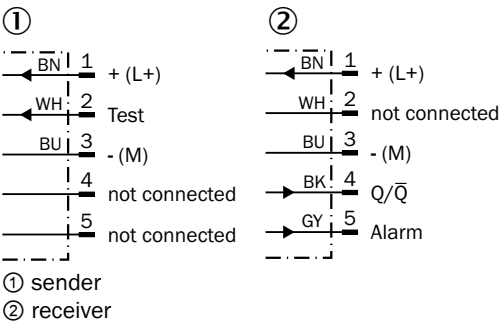 ① ②
BN 1 + (L+)
WH 2 Test
BU 3 - (M)
4 not connected
5 not connected
BN 1 + (L+)
WH 2 not connected
BU 3 - (M)
BK 4 Q/Q̅
GY 5 Alarm
① sender
② receiver